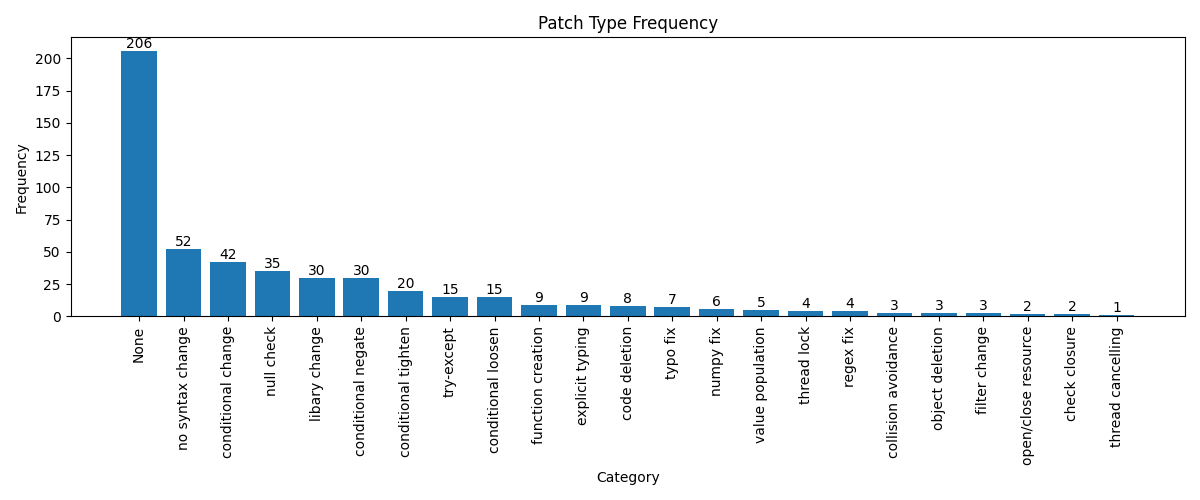 Patch Type Frequency
Frequency
200
175
150
125
100
75
50
25
0
206
52
42
35
30
30
20
15
15
9
9
8
7
6
5
4
4
3
3
3
2
2
1
None
no syntax change
conditional change
null check
libary change
conditional negate
conditional tighten
try-except
conditional loosen
function creation
explicit typing
code deletion
typo fix
numpy fix
value population
thread lock
regex fix
collision avoidance
object deletion
filter change
open/close resource
check closure
thread cancelling
Category